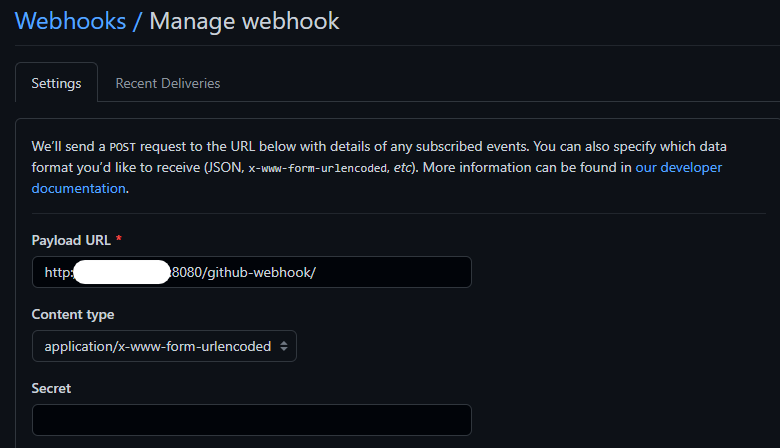 Webhooks / Manage webhook
Settings
Recent Deliveries
We’ll send a POST request to the URL below with details of any subscribed events. You can also specify which data
format you’d like to receive (JSON, x-www-form-urlencoded, etc). More information can be found in our developer
documentation.
Payload URL *
http: :8080/github-webhook/
Content type
application/x-www-form-urlencoded
Secret